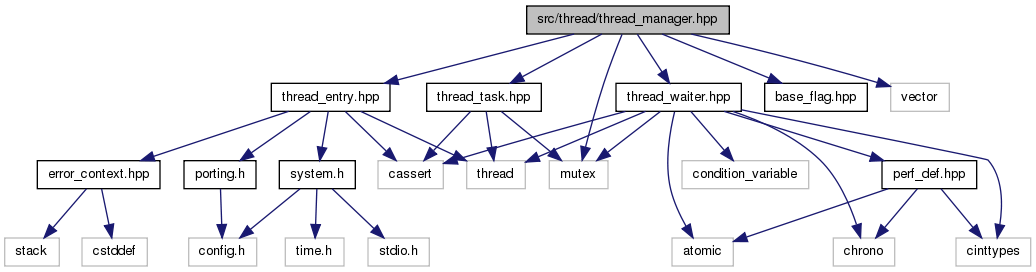 src/thread/thread_manager.hpp
thread_entry.hpp
thread_task.hpp
thread_waiter.hpp
base_flag.hpp
vector
error_context.hpp
porting.h
system.h
cassert
thread
mutex
condition_variable
perf_def.hpp
stack
cstddef
config.h
time.h
stdio.h
atomic
chrono
cinttypes